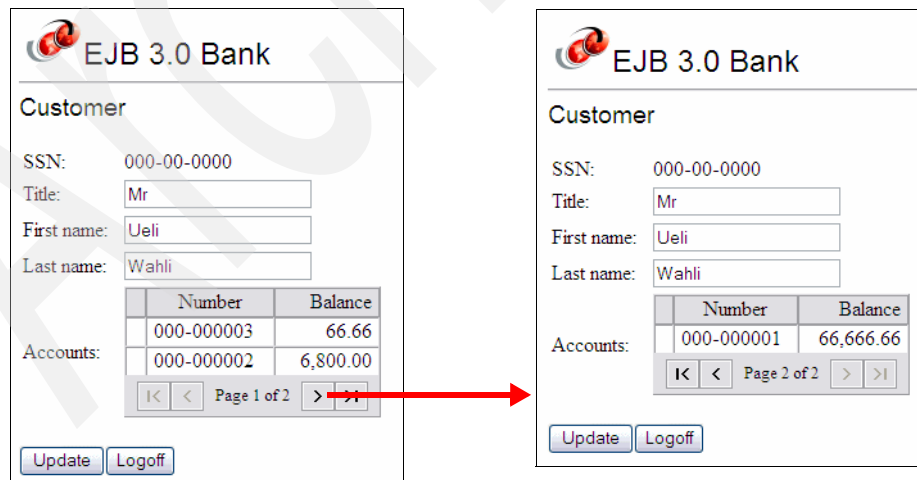 EJB 3.0 Bank
Customer
SSN: 000-00-0000
Title: Mr
First name: Ueli
Last name: Wahli
Accounts:
Number Balance
000-000003 66.66
000-000002 6,800.00
Page 1 of 2
Update Logoff
EJB 3.0 Bank
Customer
SSN: 000-00-0000
Title: Mr
First name: Ueli
Last name: Wahli
Accounts:
Number Balance
000-000001 66,666.66
Page 2 of 2
Update Logoff